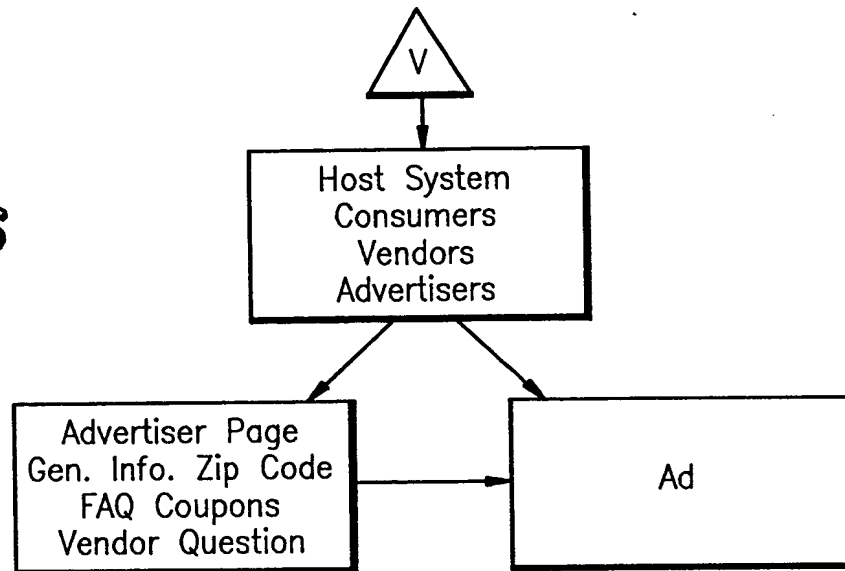 V
Host System
Consumers
Vendors
Advertisers
Advertiser Page
Gen. Info. Zip Code
FAQ Coupons
Vendor Question
Ad